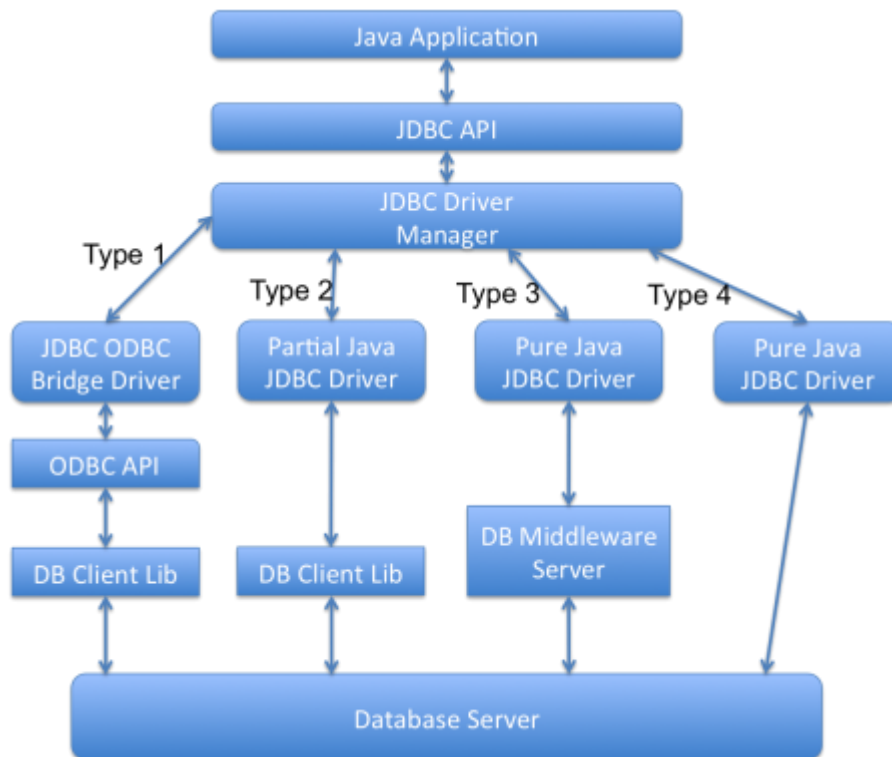 Java Application
JDBC API
JDBC Driver
Manager
Type 1
Type 2
Type 3
Type 4
JDBC ODBC
Bridge Driver
Partial Java
JDBC Driver
Pure Java
JDBC Driver
Pure Java
JDBC Driver
ODBC API
DB Client Lib
DB Client Lib
DB Middleware
Server
Database Server